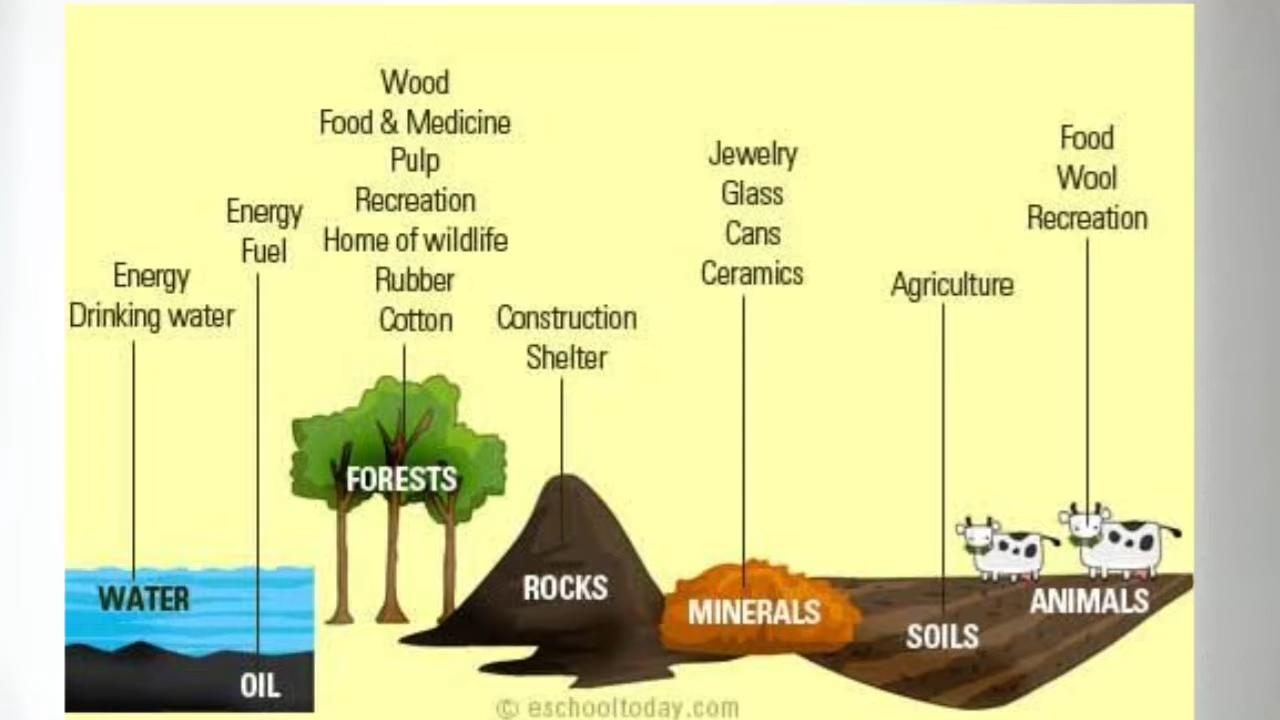 Wood
Food & Medicine
Pulp
Recreation
Home of wildlife
Rubber
Cotton
Energy
Fuel
Energy
Drinking water
Construction
Shelter
Jewelry
Glass
Cans
Ceramics
Agriculture
Food
Wool
Recreation
WATER
OIL
FORESTS
ROCKS
MINERALS
SOILS
ANIMALS
© eschooltoday.com